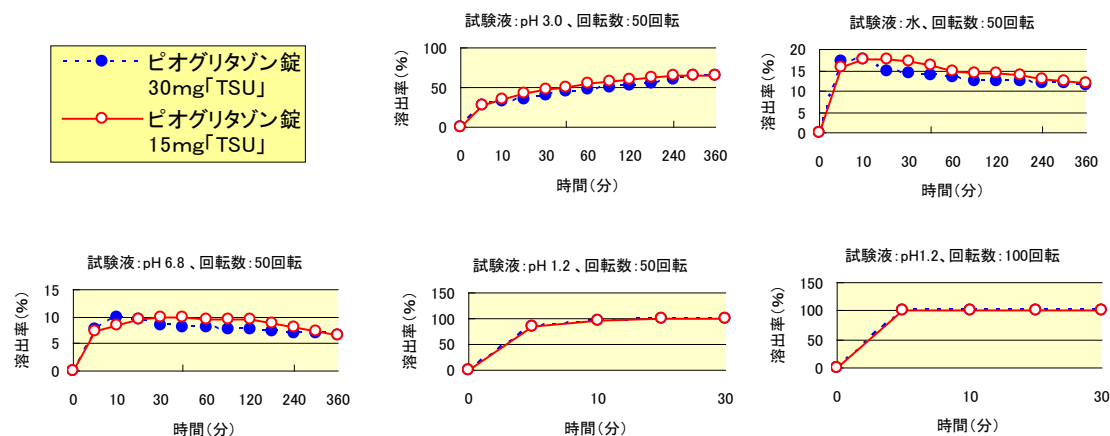 ピオグリタゾン錠
30mg「TSU」
ピオグリタゾン錠
15mg「TSU」
試験液:pH 3.0 、回転数:50回転
溶出率(%)
100
50
0
0 10 30 60 120 240 360
時間(分)
試験液:水、回転数:50回転
溶出率(%)
20
15
10
5
0
0 10 30 60 120 240 360
時間(分)
試験液:pH 6.8 、回転数:50回転
溶出率(%)
15
10
5
0
0 10 30 60 120 240 360
時間(分)
試験液:pH 1.2 、回転数:50回転
溶出率(%)
150
100
50
0
0 10 30
時間(分)
試験液:pH1.2、回転数:100回転
溶出率(%)
150
100
50
0
0 10 30
時間(分)